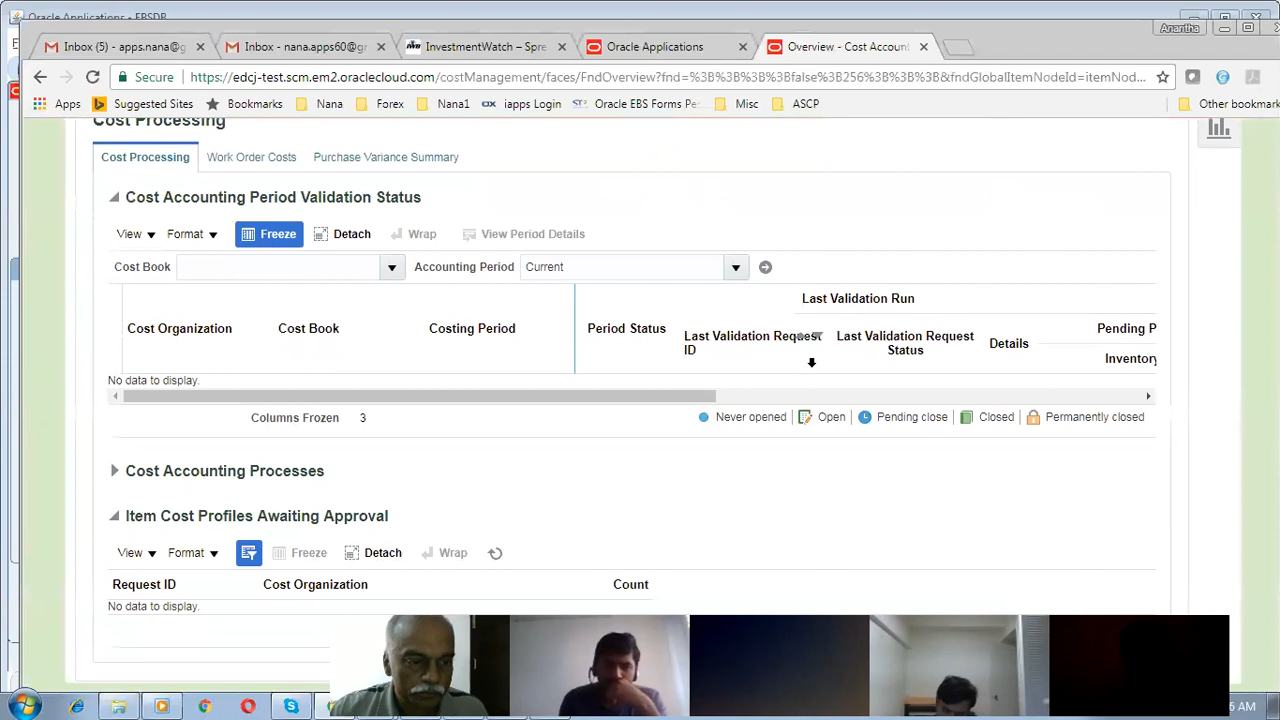 Oracle Applications - EBSDB
Anantha
Inbox (5) - apps.nana@g
Inbox - nana.apps60@g
InvestmentWatch – Spre
Oracle Applications
Overview - Cost Accoun
Secure
https://edcj-test.scm.em2.oraclecloud.com/costManagement/faces/FndOverview?fnd=%3B%3B%3B%3Bfalse%3B256%3B%3B%3B&fndGlobalItemNodeId=itemNod...
Apps
Suggested Sites
Bookmarks
Nana
Forex
Nana1
iapps Login
Oracle EBS Forms Pe
Misc
ASCP
Other bookmark
Cost Processing
Cost Processing
Work Order Costs
Purchase Variance Summary
Cost Accounting Period Validation Status
View
Format
Freeze
Detach
Wrap
View Period Details
Cost Book
Accounting Period
Current
Last Validation Run
Cost Organization
Cost Book
Costing Period
Period Status
Last Validation Request ID
Last Validation Request Status
Details
Pending P
Inventory
No data to display.
Columns Frozen 3
Never opened
Open
Pending close
Closed
Permanently closed
Cost Accounting Processes
Item Cost Profiles Awaiting Approval
View
Format
Freeze
Detach
Wrap
Request ID
Cost Organization
Count
No data to display.
AM